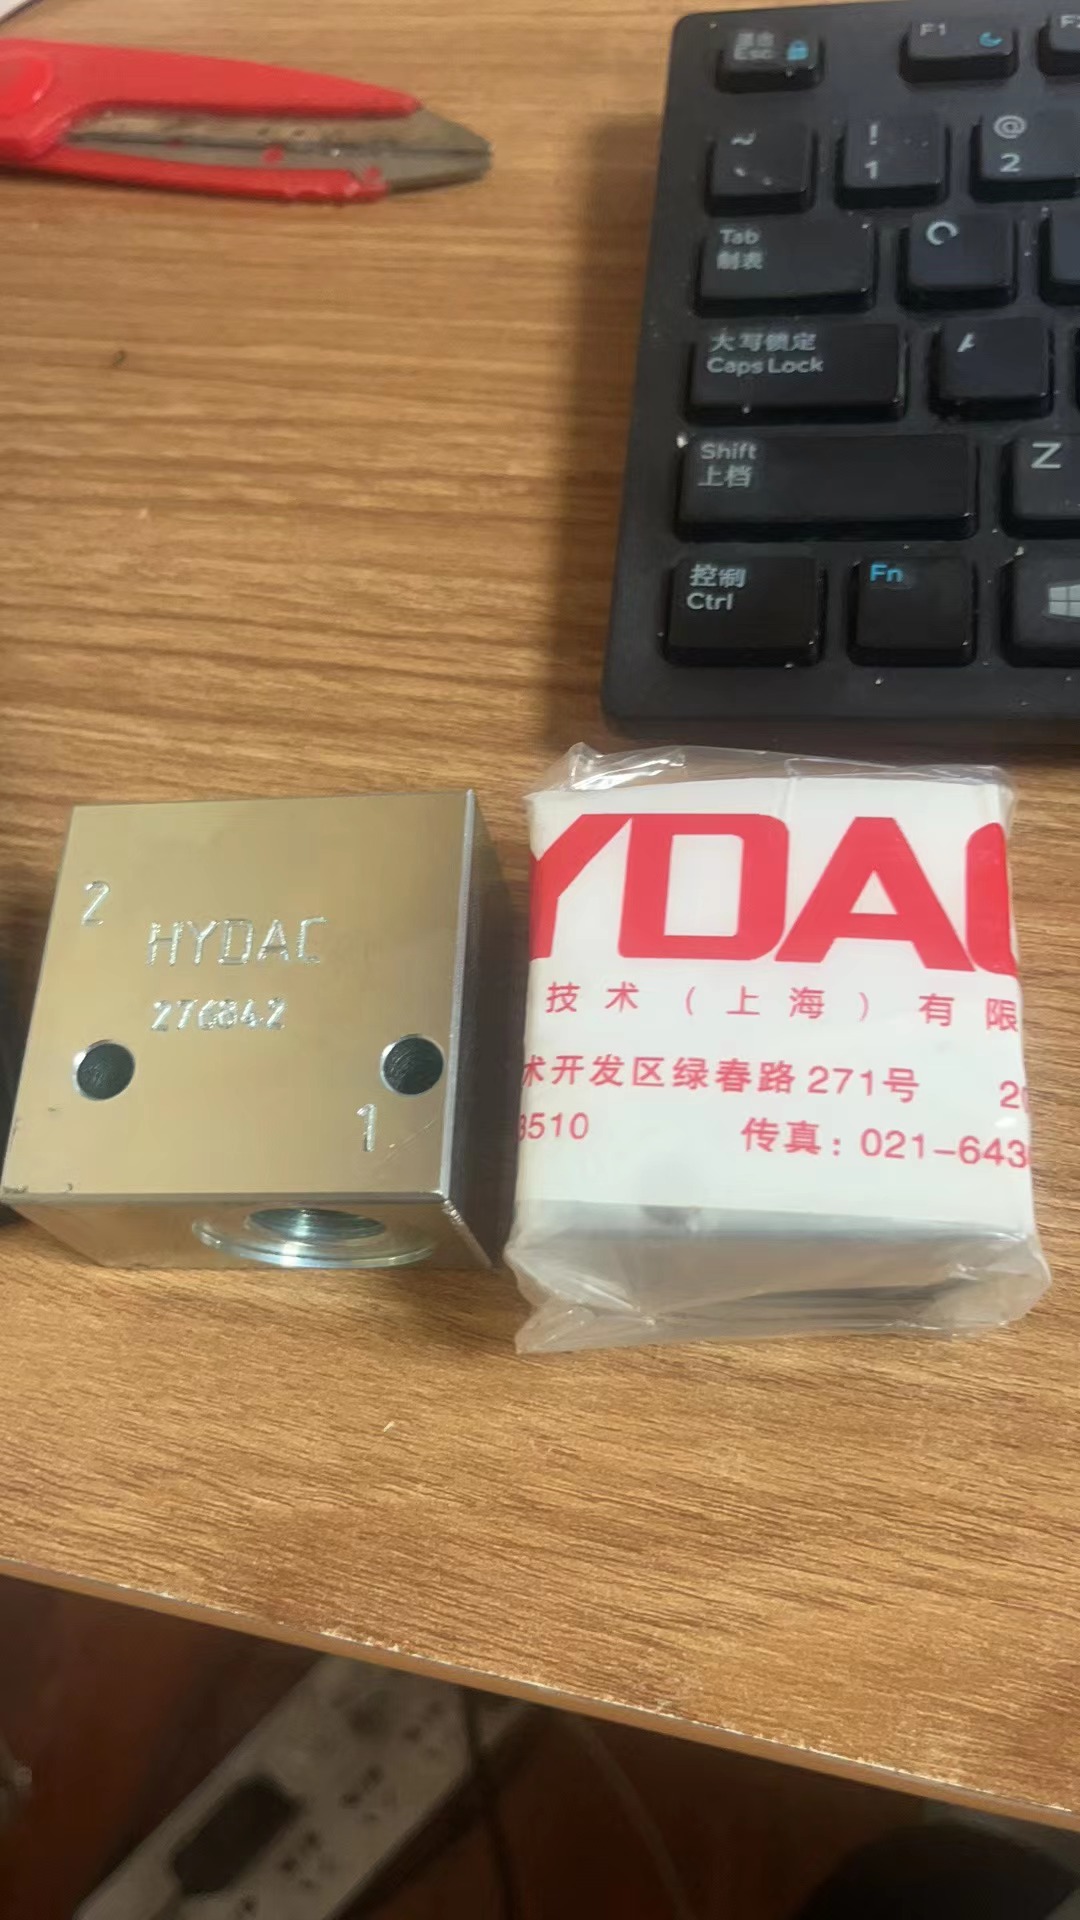 退出
Esc
F1
~
!
1
@
2
Tab
制表
大写锁定
Caps Lock
A
Shift
上档
Z
控制
Ctrl
Fn
2
HYDAC
276842
1
YDAC
技术(上海)有限
术开发区绿春路271号
3510
传真:021-643